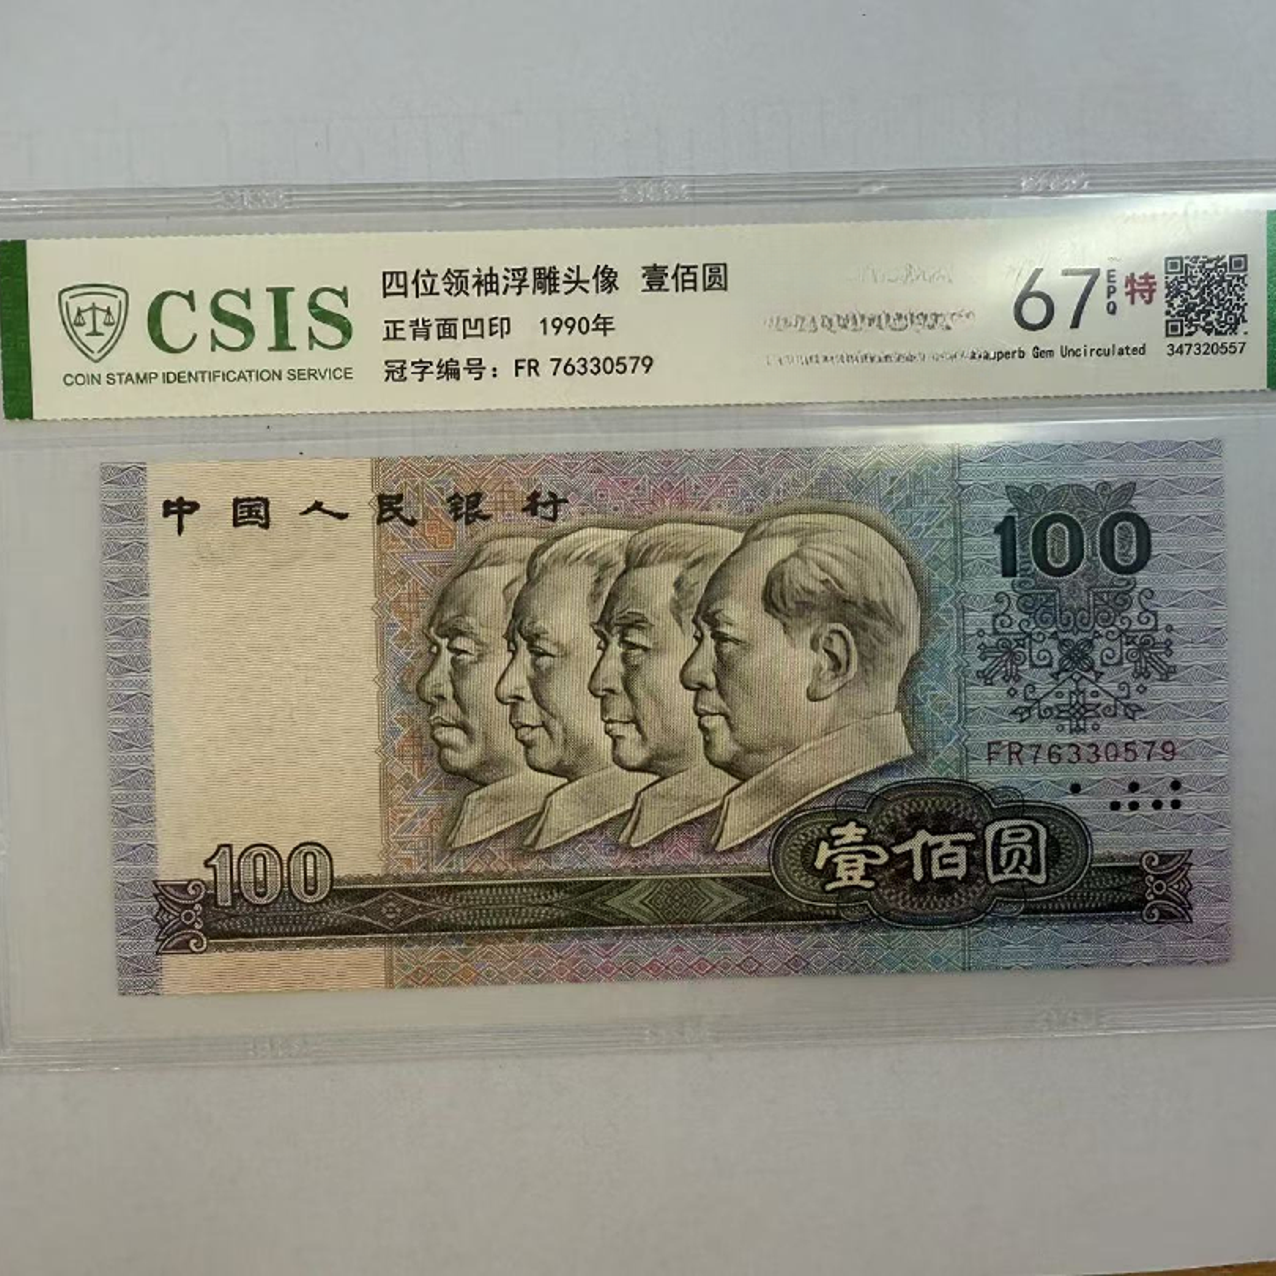 CSIS
COIN STAMP IDENTIFICATION SERVICE
四位领袖浮雕头像 壹佰圆
正背面凹印 1990年
冠字编号：FR 76330579
67 EPQ 特
Gem Uncirculated
347320557
中国人民银行
100
FR76330579
壹佰圆
100